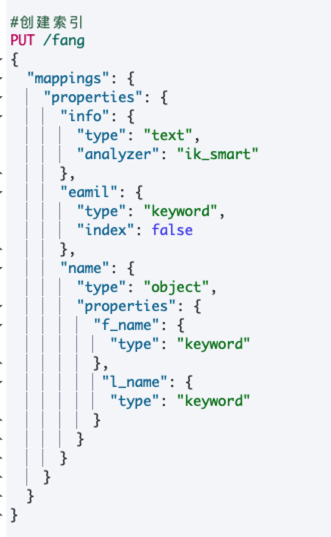 #创建索引
PUT /fang
{
  "mappings": {
    "properties": {
      "info": {
        "type": "text",
        "analyzer": "ik_smart"
      },
      "eamil": {
        "type": "keyword",
        "index": false
      },
      "name": {
        "type": "object",
        "properties": {
          "f_name": {
            "type": "keyword"
          },
          "l_name": {
            "type": "keyword"
          }
        }
      }
    }
  }
}